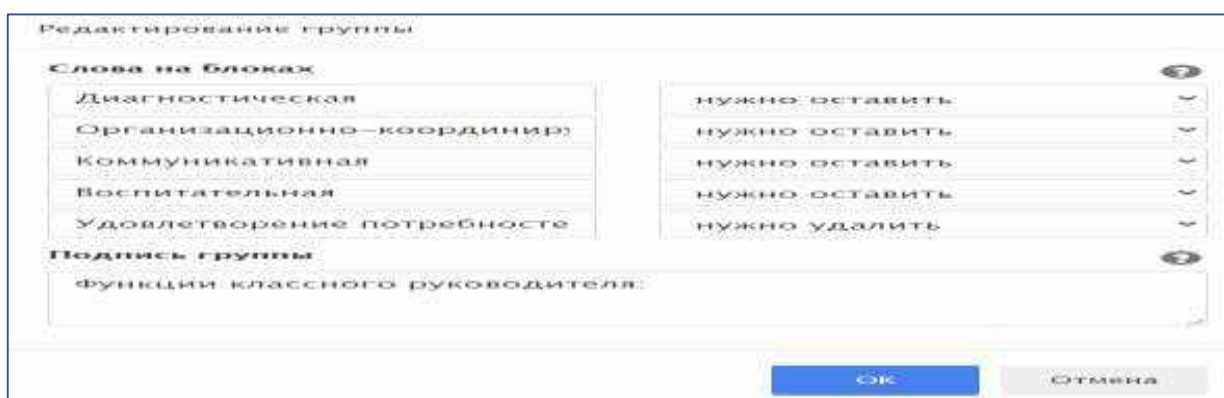 Редактирование группы
Слова на блоках
Диагностическая нужно оставить
Организационно-координиру нужно оставить
Коммуникативная нужно оставить
Воспитательная нужно оставить
Удовлетворение потребносте нужно удалить
Подпись группы
Функции классного руководителя:
ОК Отмена